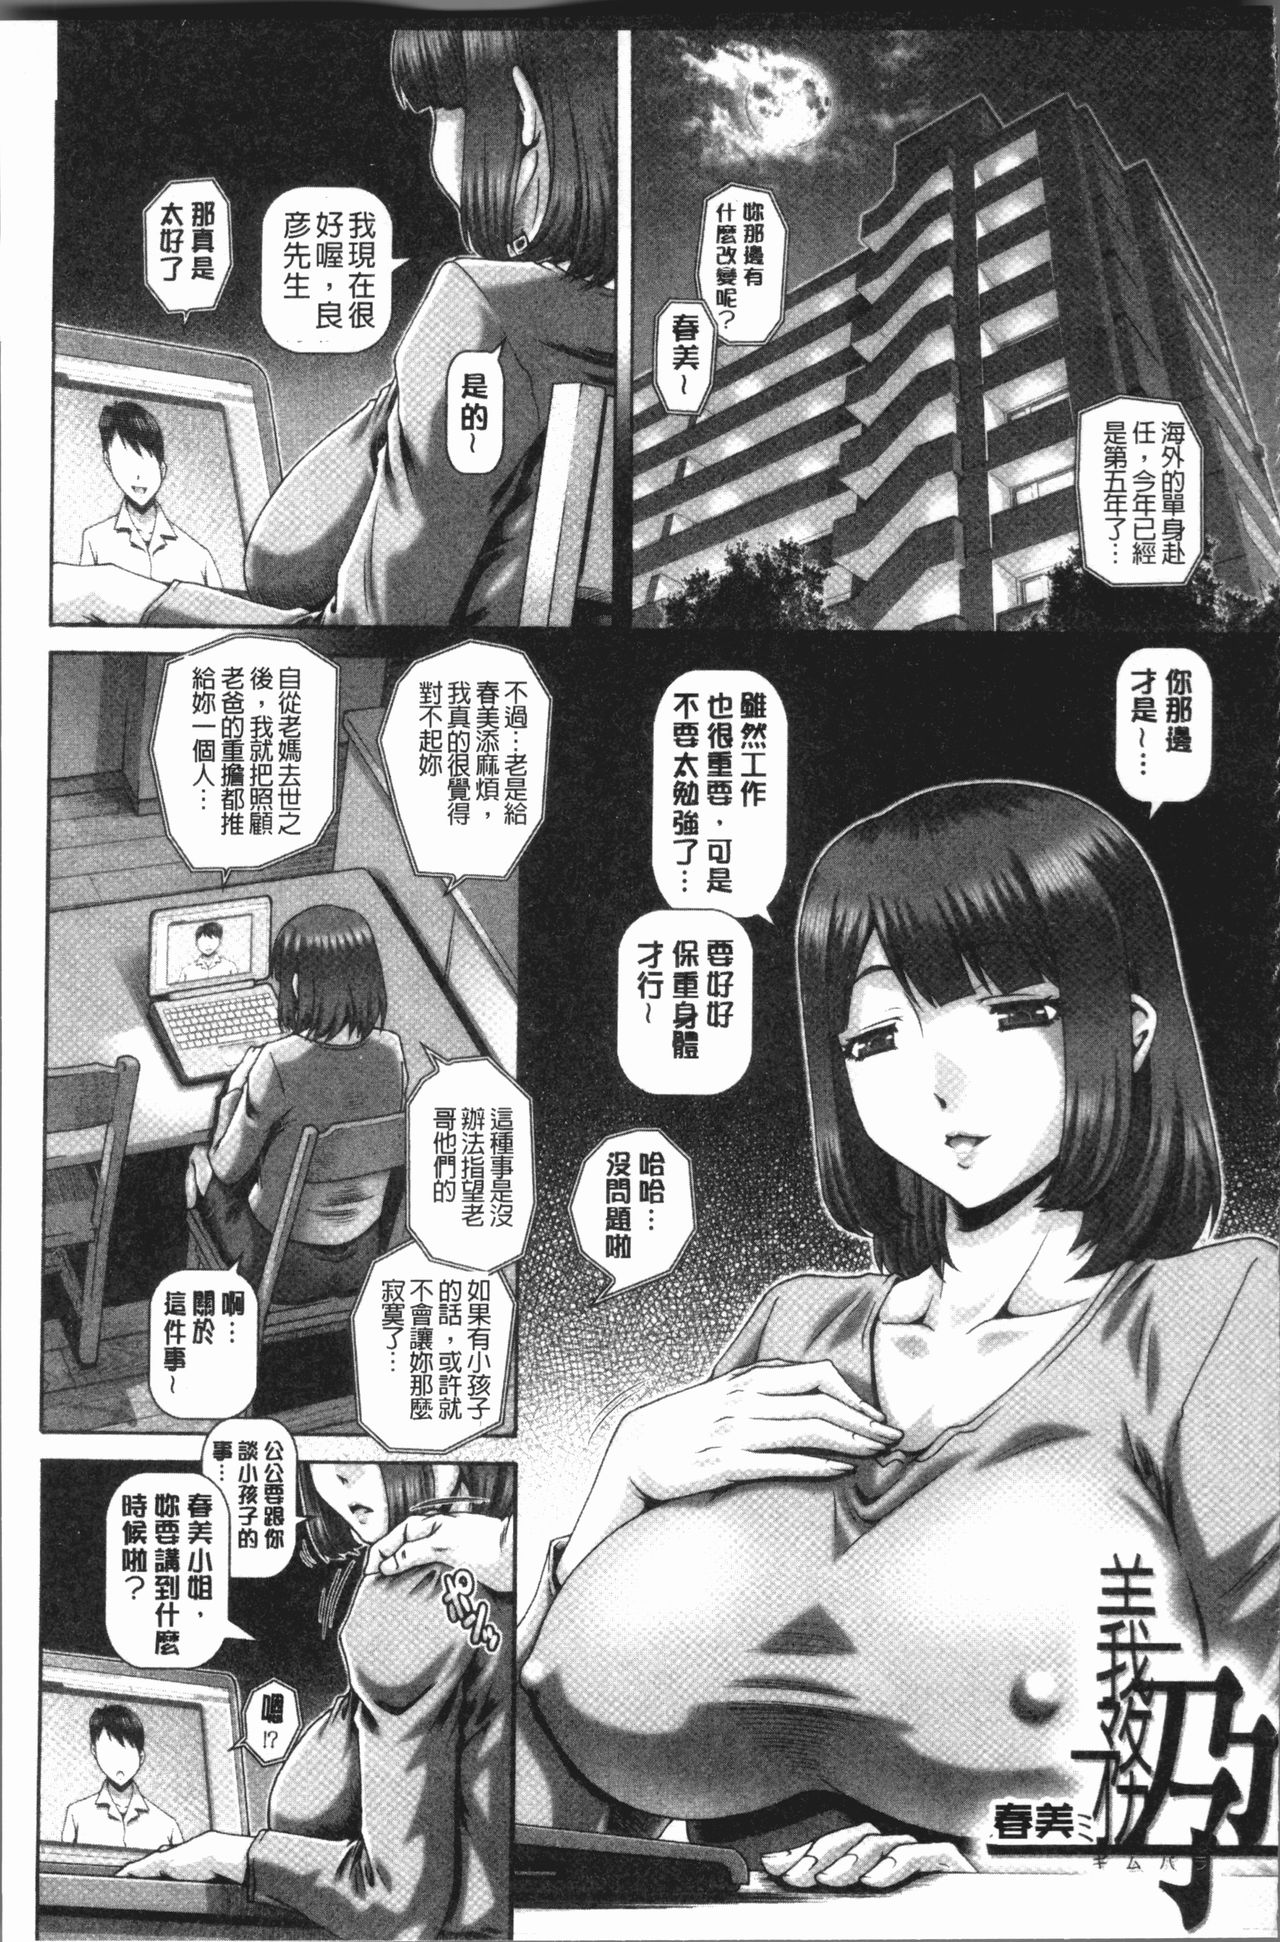 海外的單身赴
任，今年已經
是第五年了…
妳那邊有
什麼改變呢？
春美～
是的～
我現在很
好喔，良
彥先生
那真是
太好了
你那邊
才是～…
雖然工作
也很重要，可是
不要太勉強了…
要好好
保重身體
才行～
哈哈…
沒問題啦
不過…老是給
春美添麻煩，
我真的很覺得
對不起妳
自從老媽去世之
後，我就把照顧
老爸的重擔都推
給妳一個人…
這種事是沒
辦法指望老
哥他們的
如果有小孩子
的話，或許就
不會讓妳那麼
寂寞了…
啊…
關於
這件事～
公公要跟你
談小孩子的
事…
春美小姐，
妳要講到什麼
時候啦？
嗯
!?
義務孕
春美ミ
ギムバラ